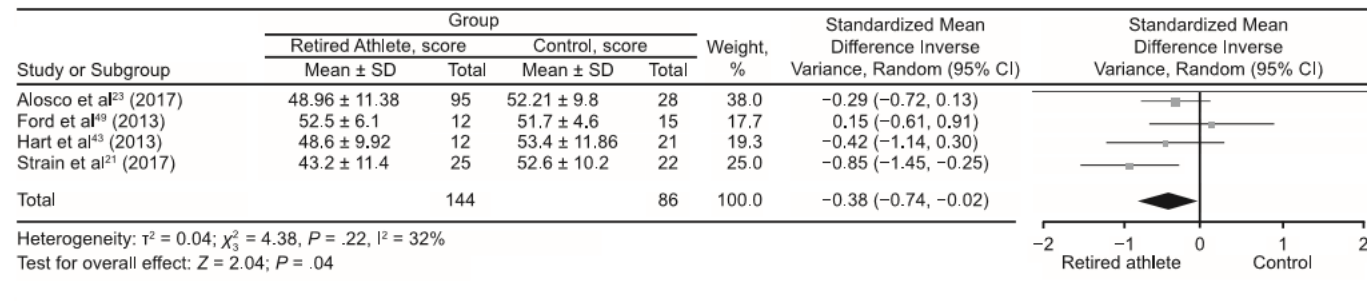 Group
Standardized Mean Difference Inverse Variance, Random (95% CI)
Standardized Mean Difference Inverse Variance, Random (95% CI)
Retired Athlete, score Control, score Weight, %
Study or Subgroup Mean ± SD Total Mean ± SD Total
Alosco et al²³ (2017) 48.96 ± 11.38 95 52.21 ± 9.8 28 38.0 −0.29 (−0.72, 0.13)
Ford et al⁴⁹ (2013) 52.5 ± 6.1 12 51.7 ± 4.6 15 17.7 0.15 (−0.61, 0.91)
Hart et al⁴³ (2013) 48.6 ± 9.92 12 53.4 ± 11.86 21 19.3 −0.42 (−1.14, 0.30)
Strain et al²¹ (2017) 43.2 ± 11.4 25 52.6 ± 10.2 22 25.0 −0.85 (−1.45, −0.25)
Total 144 86 100.0 −0.38 (−0.74, −0.02)
Heterogeneity: τ² = 0.04; χ²₃ = 4.38, P = .22, I² = 32%
Test for overall effect: Z = 2.04; P = .04
−2 −1 0 1 2
Retired athlete Control